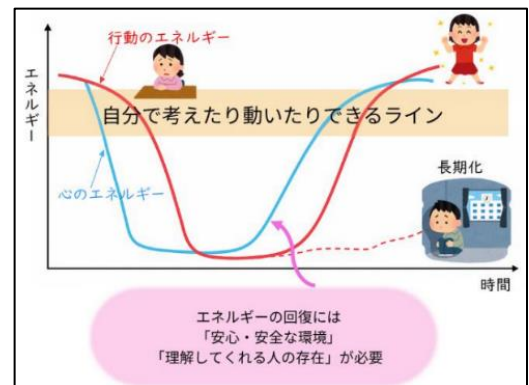 行動のエネルギー
エネルギー
自分で考えたり動いたりできるライン
心のエネルギー
長期化
時間
エネルギーの回復には
「安心・安全な環境」
「理解してくれる人の存在」が必要